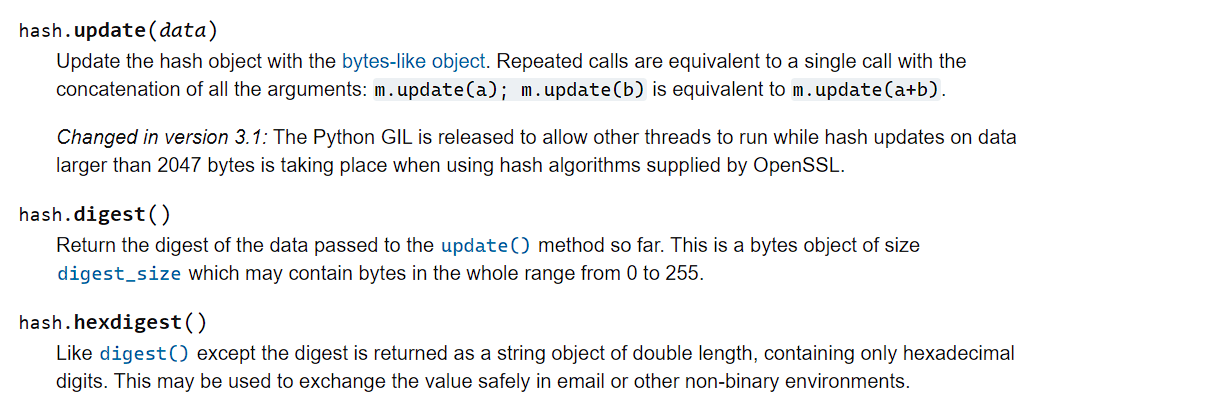 hash.update(data)
Update the hash object with the bytes-like object. Repeated calls are equivalent to a single call with the
concatenation of all the arguments: m.update(a); m.update(b) is equivalent to m.update(a+b).
Changed in version 3.1: The Python GIL is released to allow other threads to run while hash updates on data
larger than 2047 bytes is taking place when using hash algorithms supplied by OpenSSL.
hash.digest()
Return the digest of the data passed to the update() method so far. This is a bytes object of size
digest_size which may contain bytes in the whole range from 0 to 255.
hash.hexdigest()
Like digest() except the digest is returned as a string object of double length, containing only hexadecimal
digits. This may be used to exchange the value safely in email or other non-binary environments.